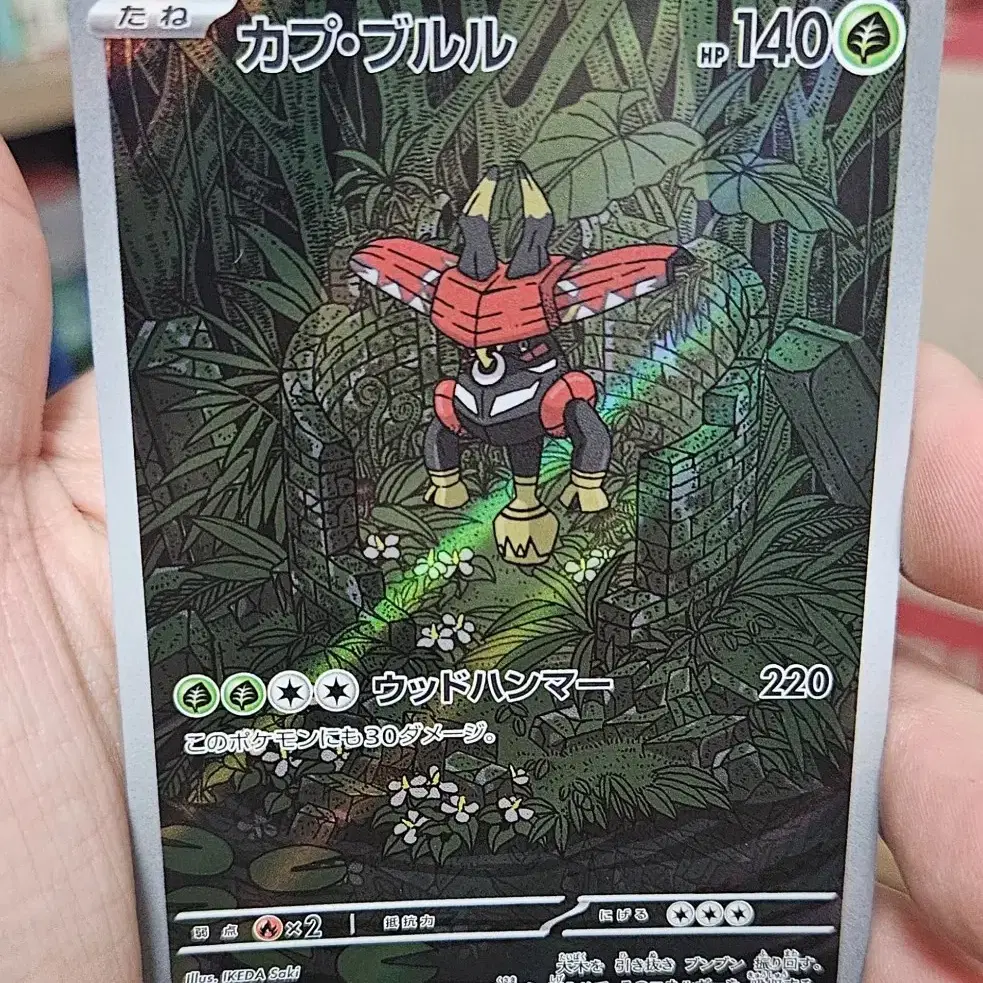 たね
カプ・ブルル HP 140
ウッドハンマー 220
このポケモンにも30ダメージ。
弱点 ×2 抵抗力 にげる
Illus. IKEDA Saki
大木を 引き抜き ブンブン 振り回す。